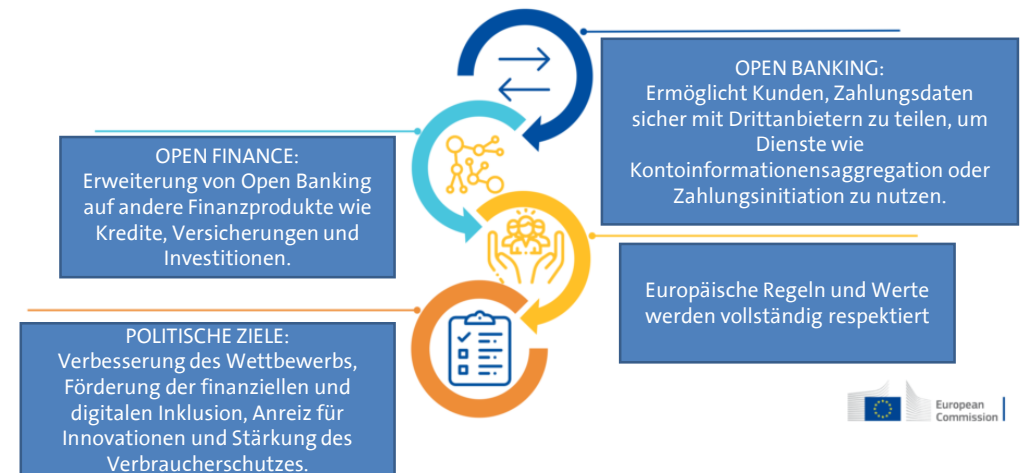 OPEN BANKING:
Ermöglicht Kunden, Zahlungsdaten
sicher mit Drittanbietern zu teilen, um
Dienste wie
Kontoinformationensaggregation oder
Zahlungsinitiation zu nutzen.
OPEN FINANCE:
Erweiterung von Open Banking
auf andere Finanzprodukte wie
Kredite, Versicherungen und
Investitionen.
Europäische Regeln und Werte
werden vollständig respektiert
POLITISCHE ZIELE:
Verbesserung des Wettbewerbs,
Förderung der finanziellen und
digitalen Inklusion, Anreiz für
Innovationen und Stärkung des
Verbraucherschutzes.
European
Commission